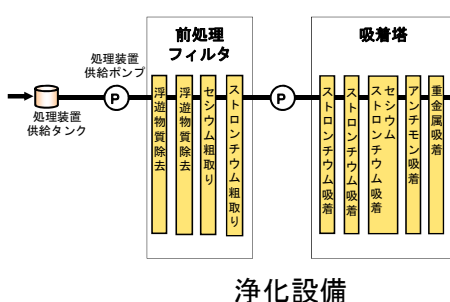 処理装置
供給タンク
処理装置
供給ポンプ
P
前処理
フィルタ
浮遊物質除去
浮遊物質除去
セシウム粗取り
ストロンチウム粗取り
P
吸着塔
ストロンチウム吸着
ストロンチウム吸着
セシウム
ストロンチウム吸着
アンチモン吸着
重金属吸着
浄化設備